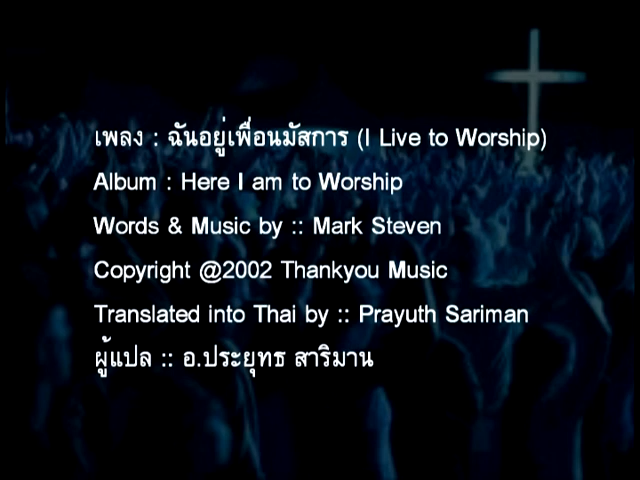 เพลง : ฉันอยู่เพื่อนมัสการ (I Live to Worship)
Album : Here I am to Worship
Words & Music by :: Mark Steven
Copyright @2002 Thankyou Music
Translated into Thai by :: Prayuth Sariman
ผู้แปล :: อ.ประยุทธ สาริมาน